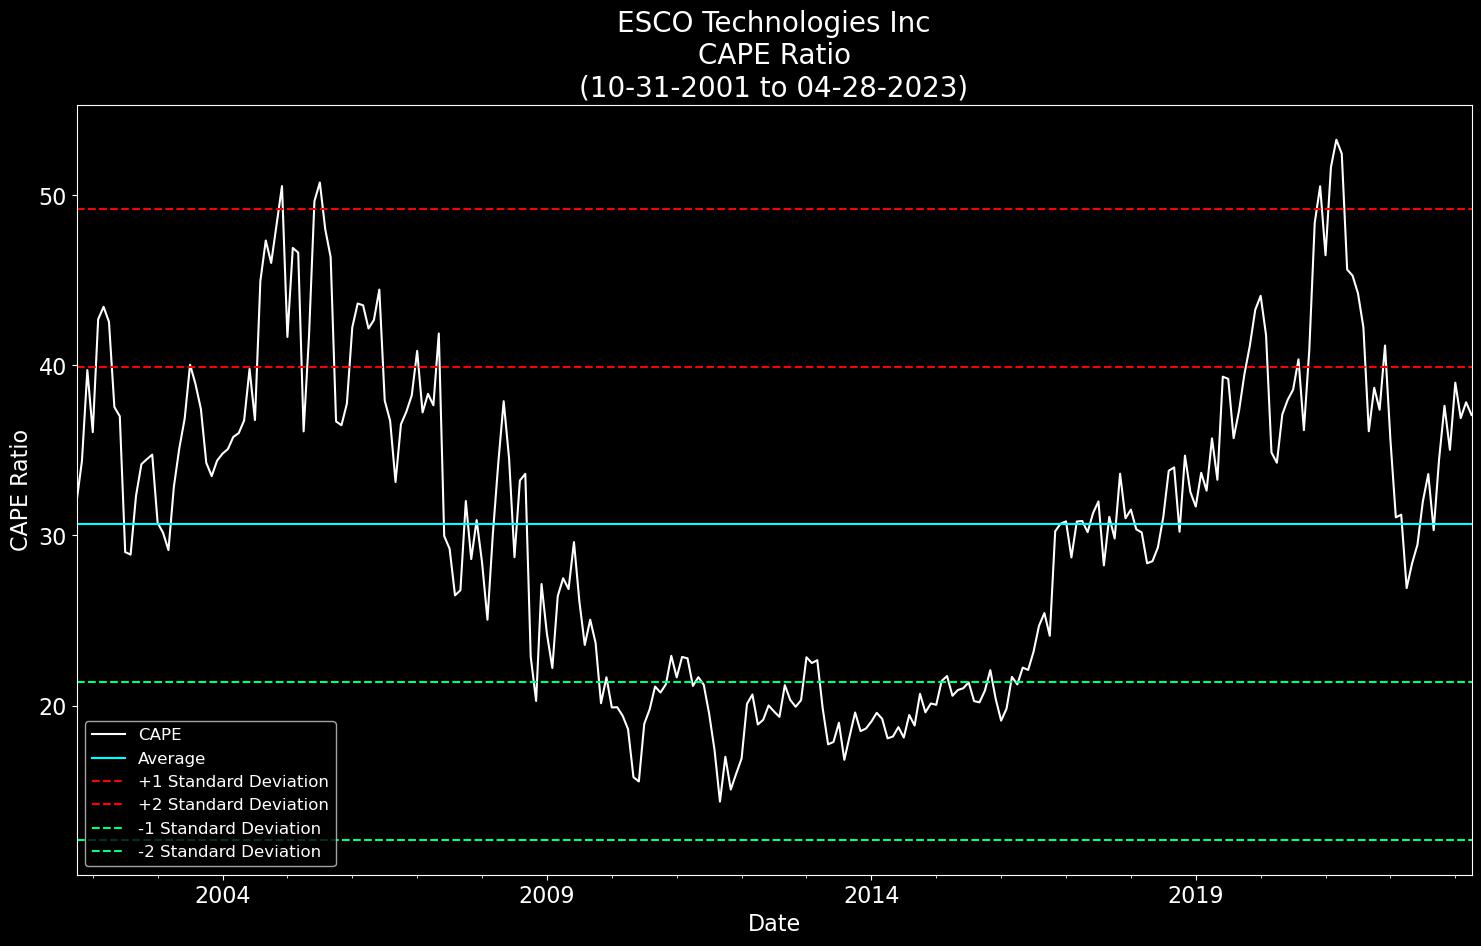 ESCO Technologies Inc
CAPE Ratio
(10-31-2001 to 04-28-2023)
CAPE Ratio
50
40
30
20
CAPE
Average
+1 Standard Deviation
+2 Standard Deviation
-1 Standard Deviation
-2 Standard Deviation
2004 2009 2014 2019
Date